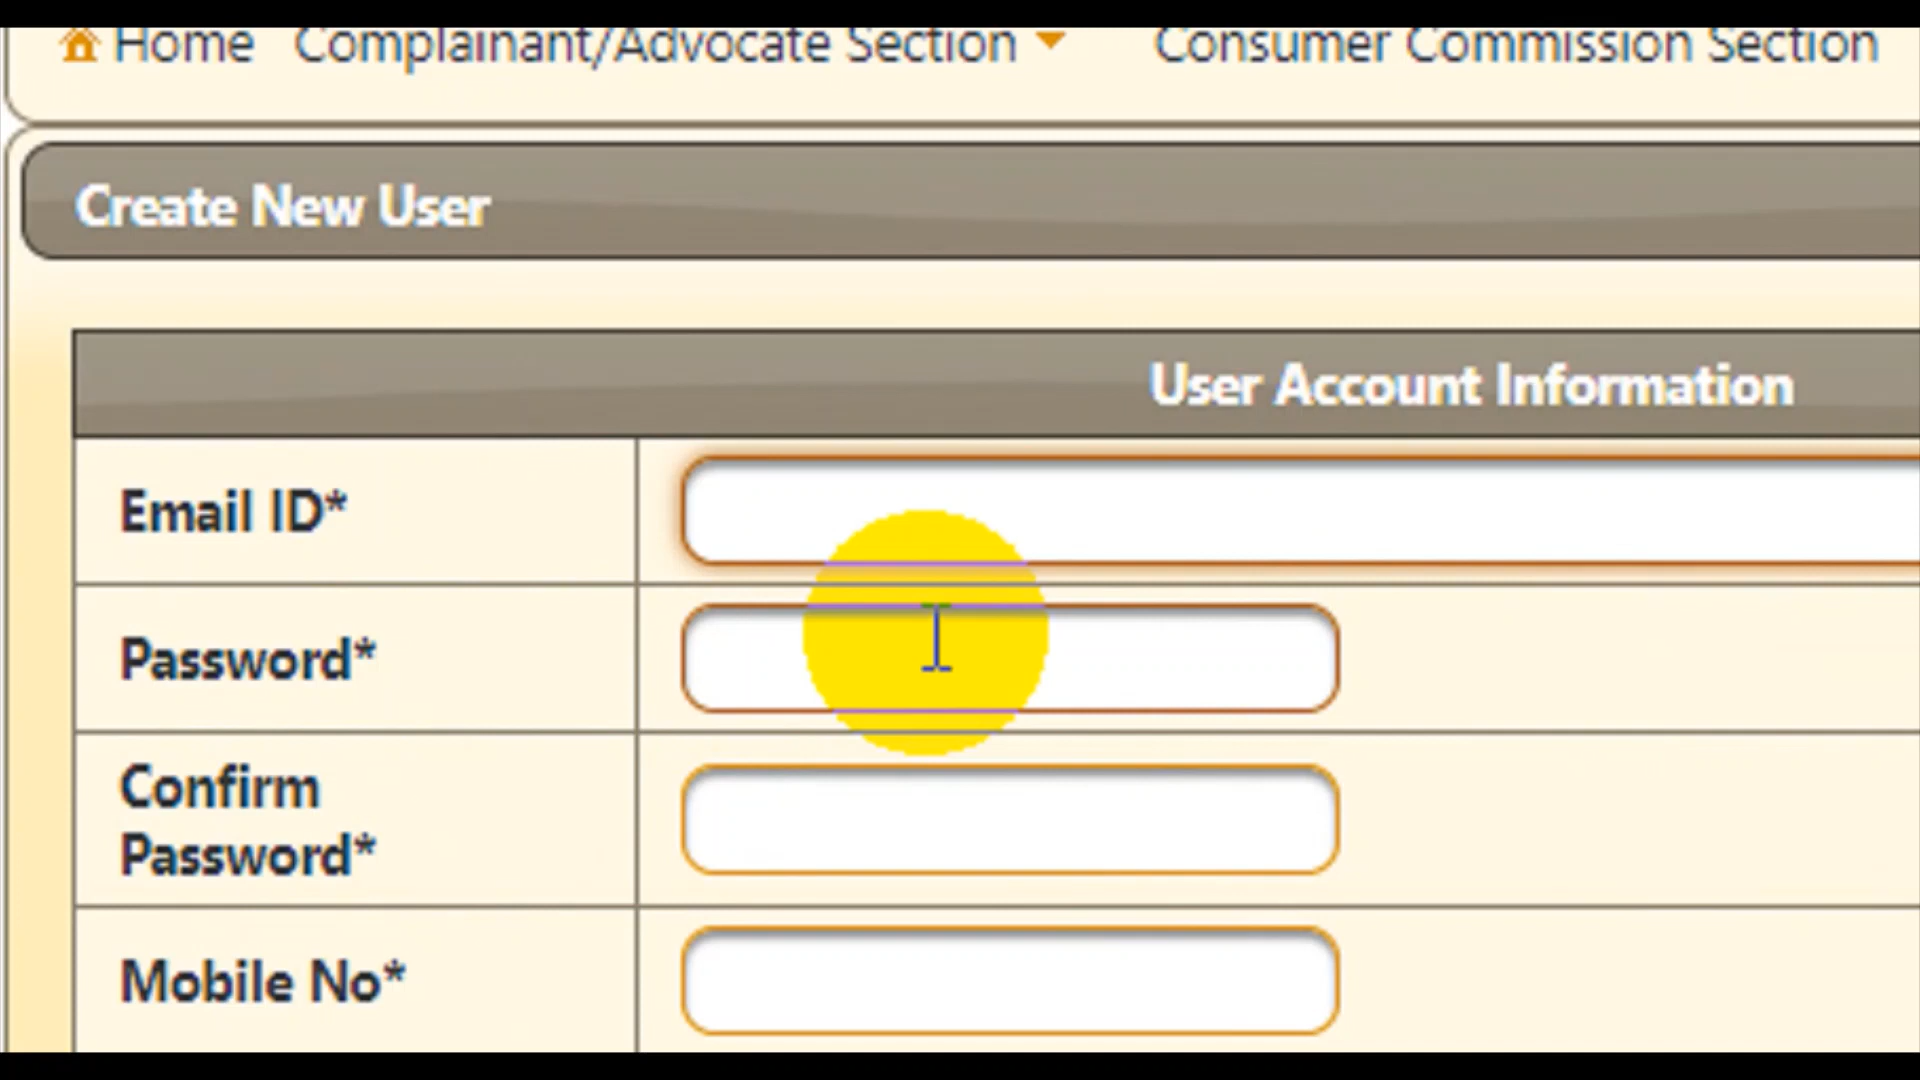 Home Complainant/Advocate Section Consumer Commission Section
Create New User
User Account Information
Email ID*
Password*
Confirm
Password*
Mobile No*